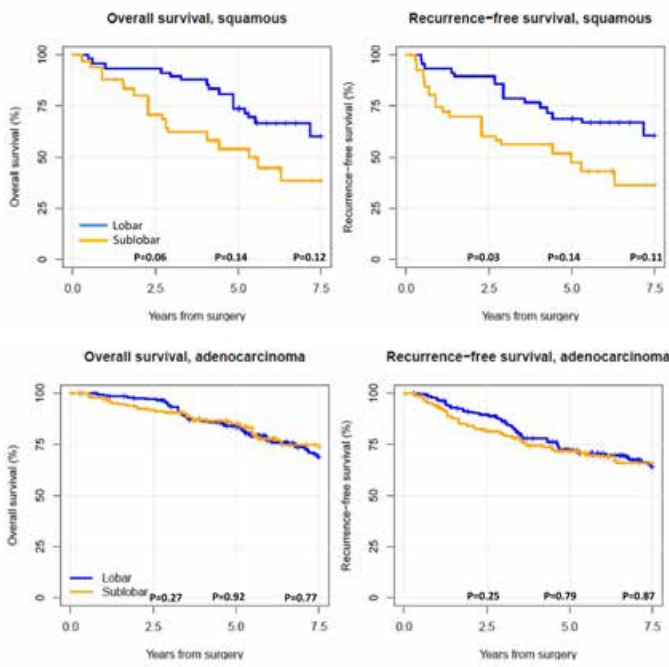 Overall survival, squamous
Recurrence-free survival, squamous
Overall survival (%)
100
75
50
25
0
Lobar
Sublobar
P=0.06 P=0.14 P=0.12
0.0 2.5 5.0 7.5
Years from surgery
Recurrence-free survival (%)
100
75
50
25
0
P=0.03 P=0.14 P=0.11
0.0 2.5 5.0 7.5
Years from surgery
Overall survival, adenocarcinoma
Recurrence-free survival, adenocarcinoma
Overall survival (%)
100
75
50
25
0
Lobar
Sublobar
P=0.27 P=0.92 P=0.77
0.0 2.5 5.0 7.5
Years from surgery
Recurrence-free survival (%)
100
75
50
25
0
P=0.25 P=0.79 P=0.87
0.0 2.5 5.0 7.5
Years from surgery